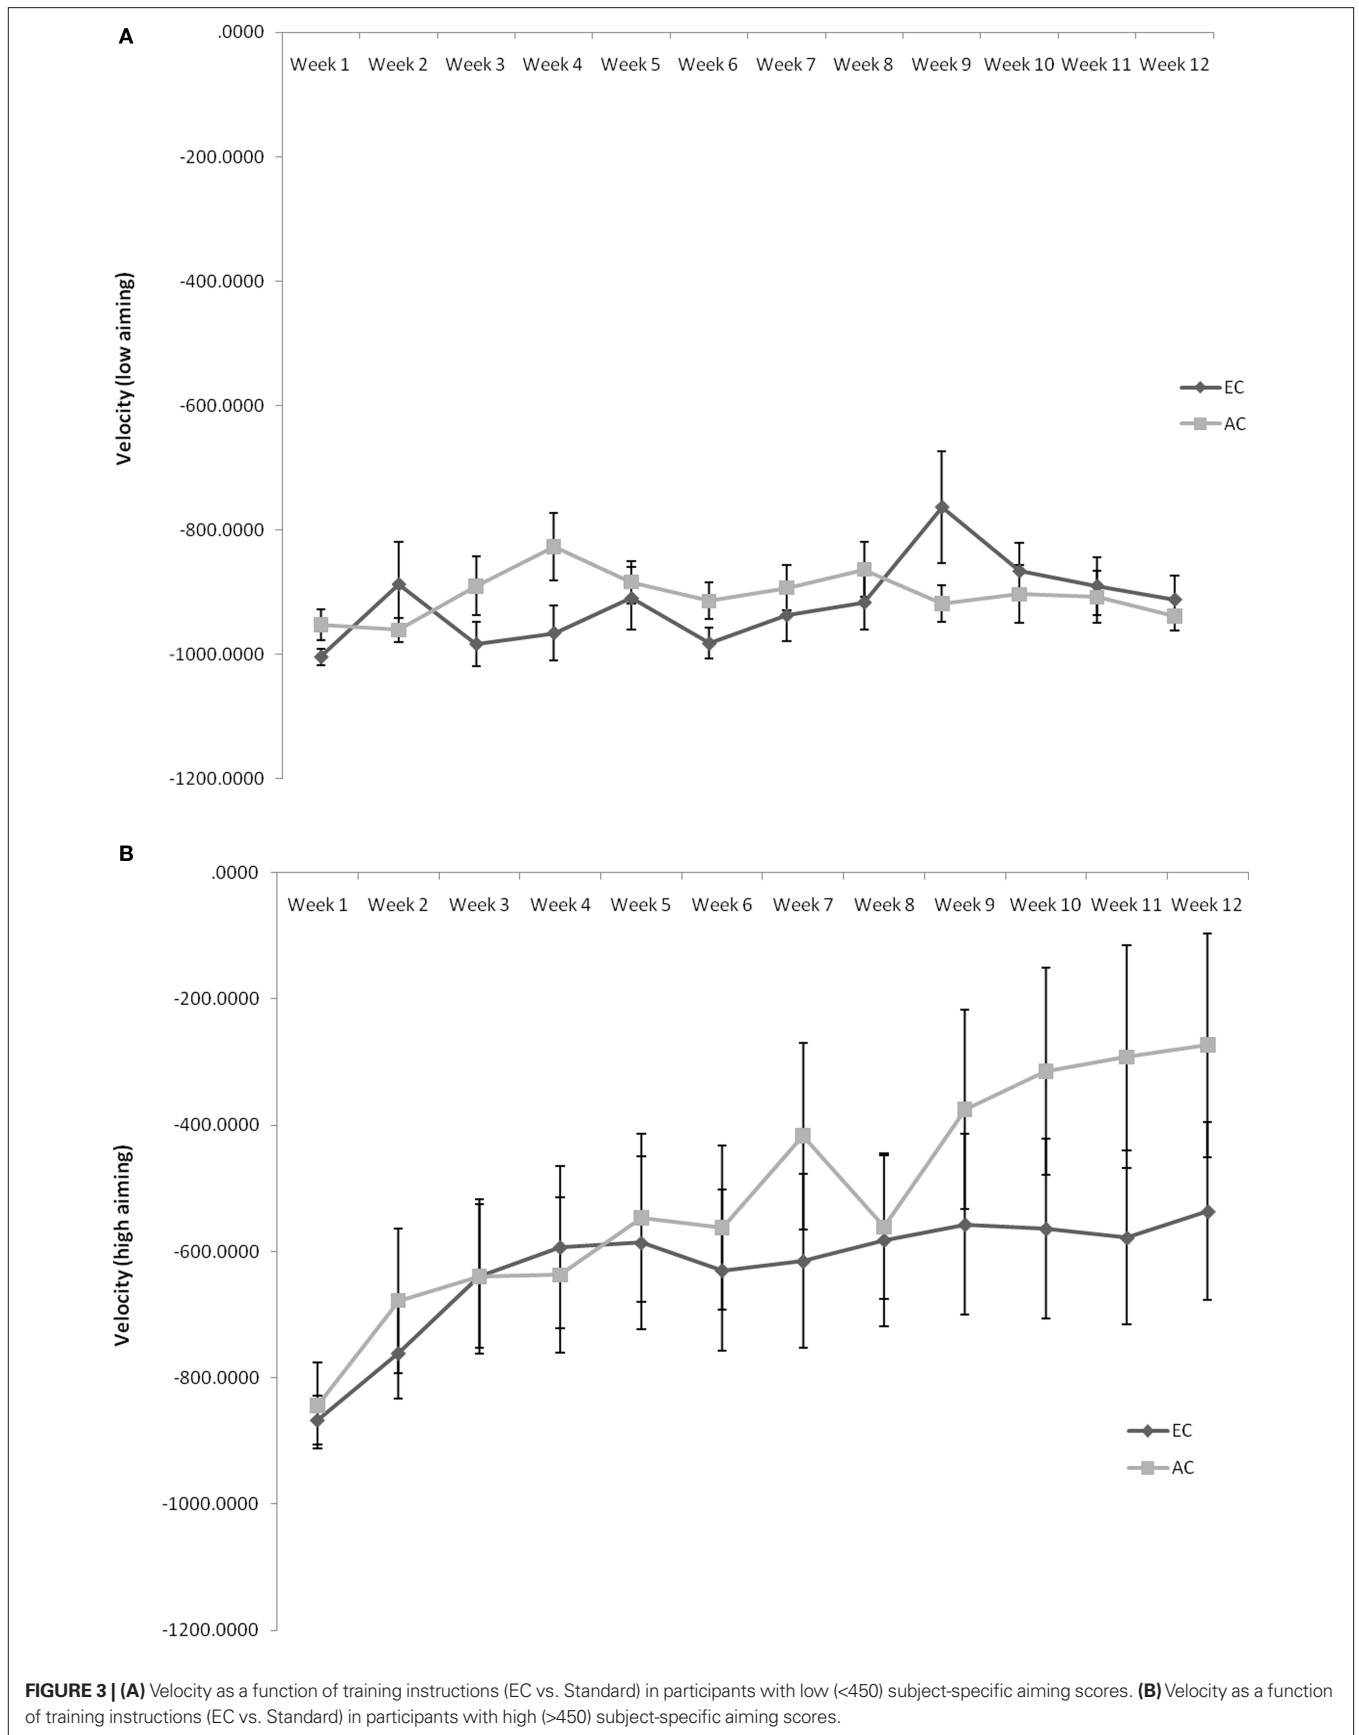 A
.0000
Week 1 Week 2 Week 3 Week 4 Week 5 Week 6 Week 7 Week 8 Week 9 Week 10 Week 11 Week 12
-200.0000
-400.0000
-600.0000
-800.0000
-1000.0000
-1200.0000
Velocity (low aiming)
EC
AC
B
.0000
Week 1 Week 2 Week 3 Week 4 Week 5 Week 6 Week 7 Week 8 Week 9 Week 10 Week 11 Week 12
-200.0000
-400.0000
-600.0000
-800.0000
-1000.0000
-1200.0000
Velocity (high aiming)
EC
AC
FIGURE 3 | (A) Velocity as a function of training instructions (EC vs. Standard) in participants with low (<450) subject-specific aiming scores. (B) Velocity as a function
of training instructions (EC vs. Standard) in participants with high (>450) subject-specific aiming scores.